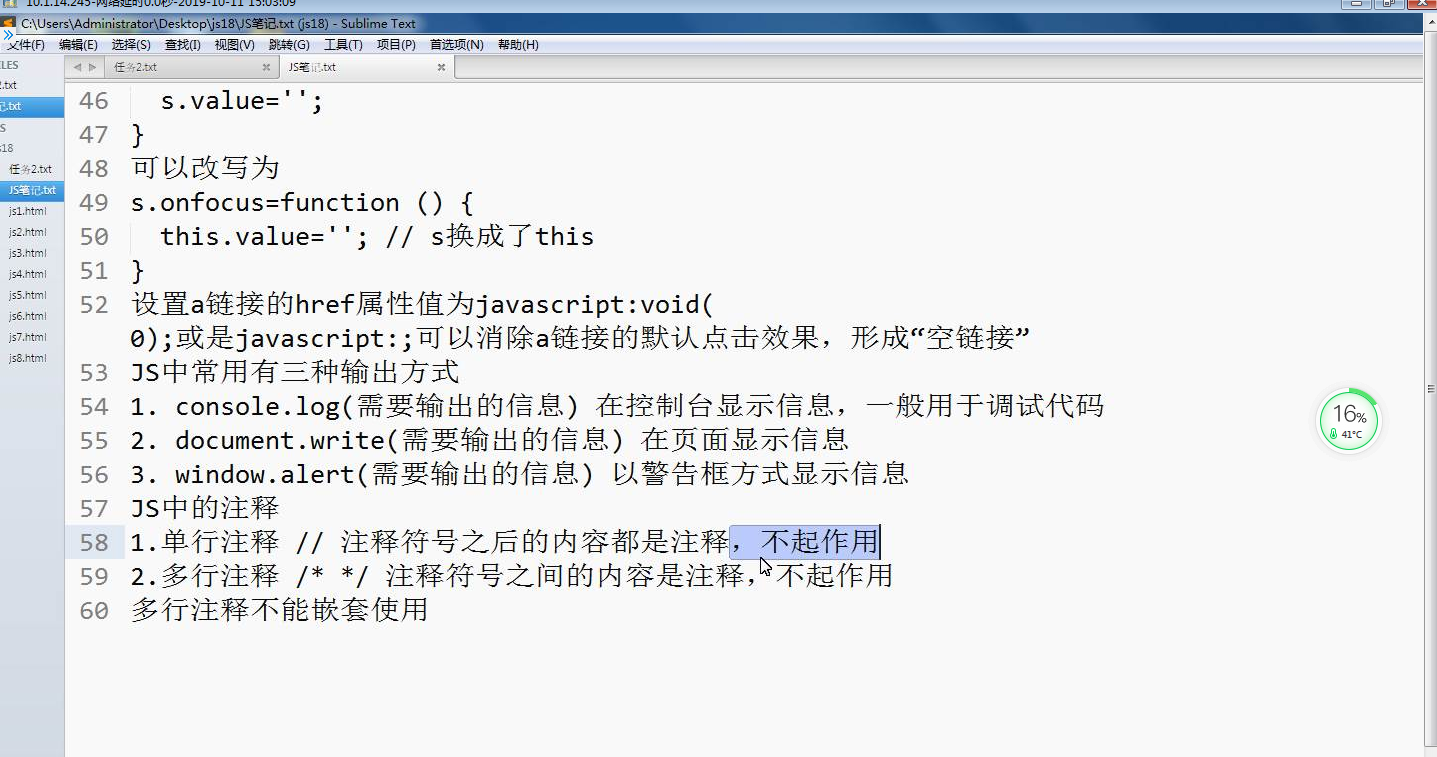 10.1.14.245-网络延时0.0秒-2019-10-11 15:03:09
C:\Users\Administrator\Desktop\js18\JS笔记.txt (js18) - Sublime Text
文件(F) 编辑(E) 选择(S) 查找(I) 视图(V) 跳转(G) 工具(T) 项目(P) 首选项(N) 帮助(H)
任务2.txt JS笔记.txt
LES
2.txt
记.txt
S
s18
任务2.txt
JS笔记.txt
js1.html
js2.html
js3.html
js4.html
js5.html
js6.html
js7.html
js8.html
46 s.value='';
47 }
48 可以改写为
49 s.onfocus=function () {
50 this.value=''; // s换成了this
51 }
52 设置a链接的href属性值为javascript:void(
0);或是javascript:;可以消除a链接的默认点击效果，形成“空链接”
53 JS中常用有三种输出方式
54 1. console.log(需要输出的信息) 在控制台显示信息，一般用于调试代码
55 2. document.write(需要输出的信息) 在页面显示信息
56 3. window.alert(需要输出的信息) 以警告框方式显示信息
57 JS中的注释
58 1.单行注释 // 注释符号之后的内容都是注释，不起作用
59 2.多行注释 /* */ 注释符号之间的内容是注释，不起作用
60 多行注释不能嵌套使用
16%
41°C